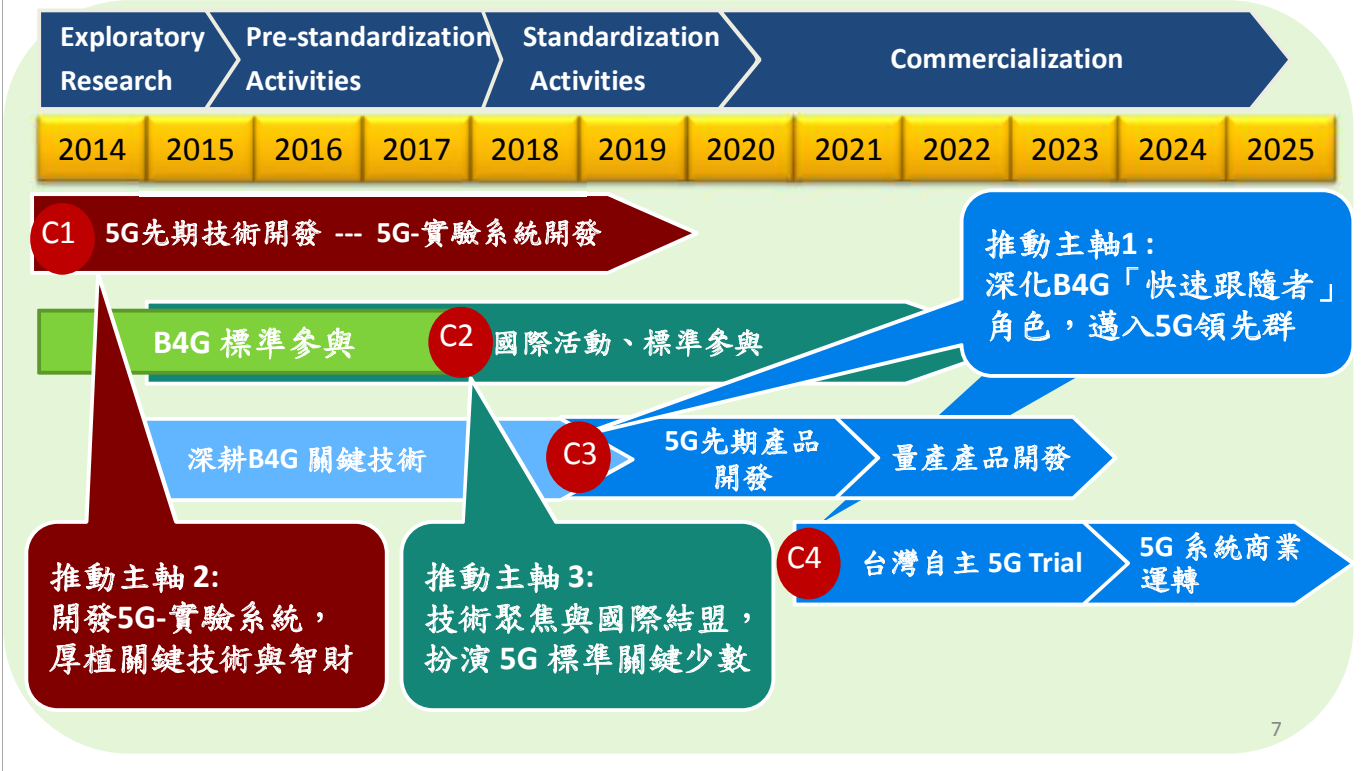 Exploratory
Research
Pre-standardization
Activities
Standardization
Activities
Commercialization
2014 2015 2016 2017 2018 2019 2020 2021 2022 2023 2024 2025
C1
5G先期技術開發 --- 5G-實驗系統開發
推動主軸1 :
深化B4G「快速跟隨者」
角色，邁入5G領先群
B4G 標準參與
C2
國際活動、標準參與
深耕B4G 關鍵技術
C3
5G先期產品
開發
量產產品開發
C4
台灣自主 5G Trial
5G 系統商業
運轉
推動主軸 2:
開發5G-實驗系統，
厚植關鍵技術與智財
推動主軸 3:
技術聚焦與國際結盟，
扮演 5G 標準關鍵少數
7